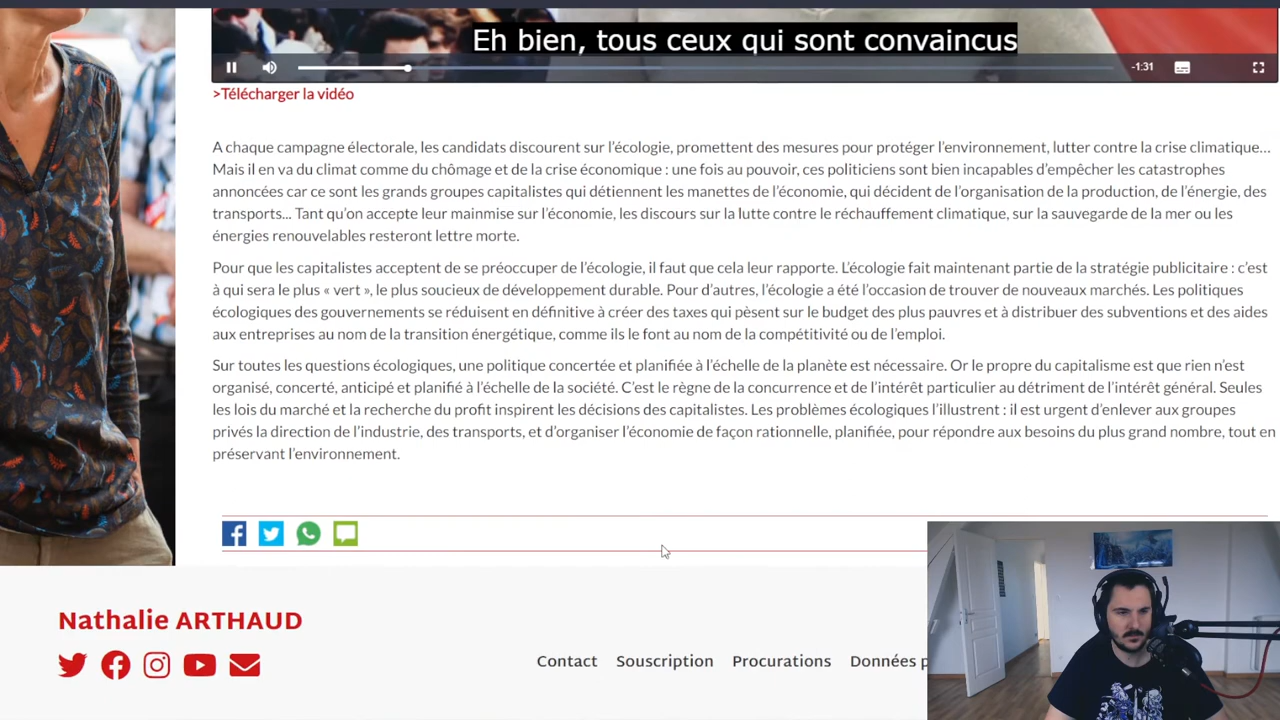 Eh bien, tous ceux qui sont convaincus
-1:31
>Télécharger la vidéo
A chaque campagne électorale, les candidats discourent sur l'écologie, promettent des mesures pour protéger l'environnement, lutter contre la crise climatique…
Mais il en va du climat comme du chômage et de la crise économique : une fois au pouvoir, ces politiciens sont bien incapables d'empêcher les catastrophes
annoncées car ce sont les grands groupes capitalistes qui détiennent les manettes de l'économie, qui décident de l'organisation de la production, de l'énergie, des
transports... Tant qu'on accepte leur mainmise sur l'économie, les discours sur la lutte contre le réchauffement climatique, sur la sauvegarde de la mer ou les
énergies renouvelables resteront lettre morte.
Pour que les capitalistes acceptent de se préoccuper de l'écologie, il faut que cela leur rapporte. L'écologie fait maintenant partie de la stratégie publicitaire : c'est
à qui sera le plus « vert », le plus soucieux de développement durable. Pour d'autres, l'écologie a été l'occasion de trouver de nouveaux marchés. Les politiques
écologiques des gouvernements se réduisent en définitive à créer des taxes qui pèsent sur le budget des plus pauvres et à distribuer des subventions et des aides
aux entreprises au nom de la transition énergétique, comme ils le font au nom de la compétitivité ou de l'emploi.
Sur toutes les questions écologiques, une politique concertée et planifiée à l'échelle de la planète est nécessaire. Or le propre du capitalisme est que rien n'est
organisé, concerté, anticipé et planifié à l'échelle de la société. C'est le règne de la concurrence et de l'intérêt particulier au détriment de l'intérêt général. Seules
les lois du marché et la recherche du profit inspirent les décisions des capitalistes. Les problèmes écologiques l'illustrent : il est urgent d'enlever aux groupes
privés la direction de l'industrie, des transports, et d'organiser l'économie de façon rationnelle, planifiée, pour répondre aux besoins du plus grand nombre, tout en
préservant l'environnement.
Nathalie ARTHAUD
Contact Souscription Procurations Données p